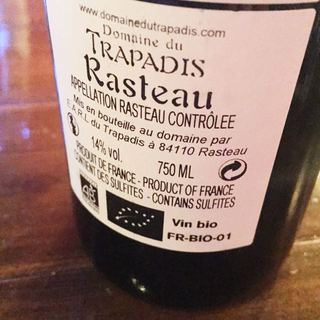 www.domainedutrapadis.com
Domaine du
TRAPADIS
Rasteau
APPELLATION RASTEAU CONTRÔLÉE
Mis en bouteille au domaine par
E.A.R.L du Trapadis à 84110 Rasteau
14% vol. 750 ML
PRODUIT DE FRANCE - PRODUCT OF FRANCE
CONTIENT DES SULFITES - CONTAINS SULFITES
AB
Vin bio
FR-BIO-01